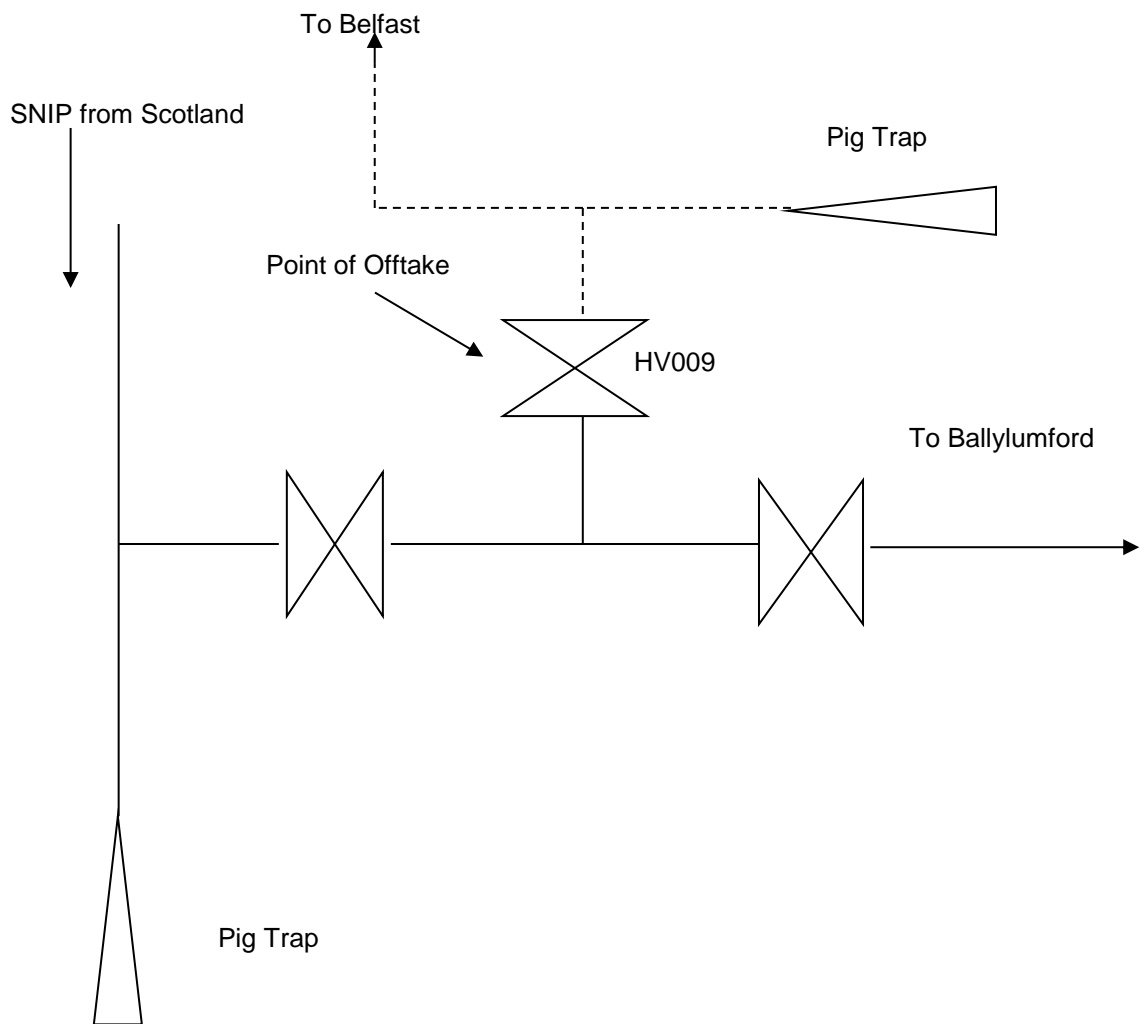 To Belfast
SNIP from Scotland
Pig Trap
Point of Offtake
HV009
To Ballylumford
Pig Trap